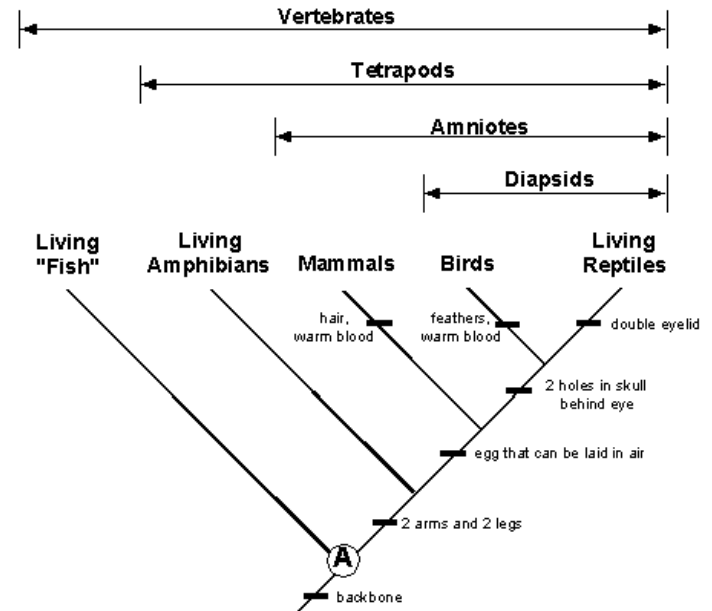 Vertebrates
Tetrapods
Amniotes
Diapsids
Living
"Fish"
Living
Amphibians
Mammals
Birds
Living
Reptiles
hair,
warm blood
feathers,
warm blood
double eyelid
2 holes in skull
behind eye
egg that can be laid in air
2 arms and 2 legs
A
backbone